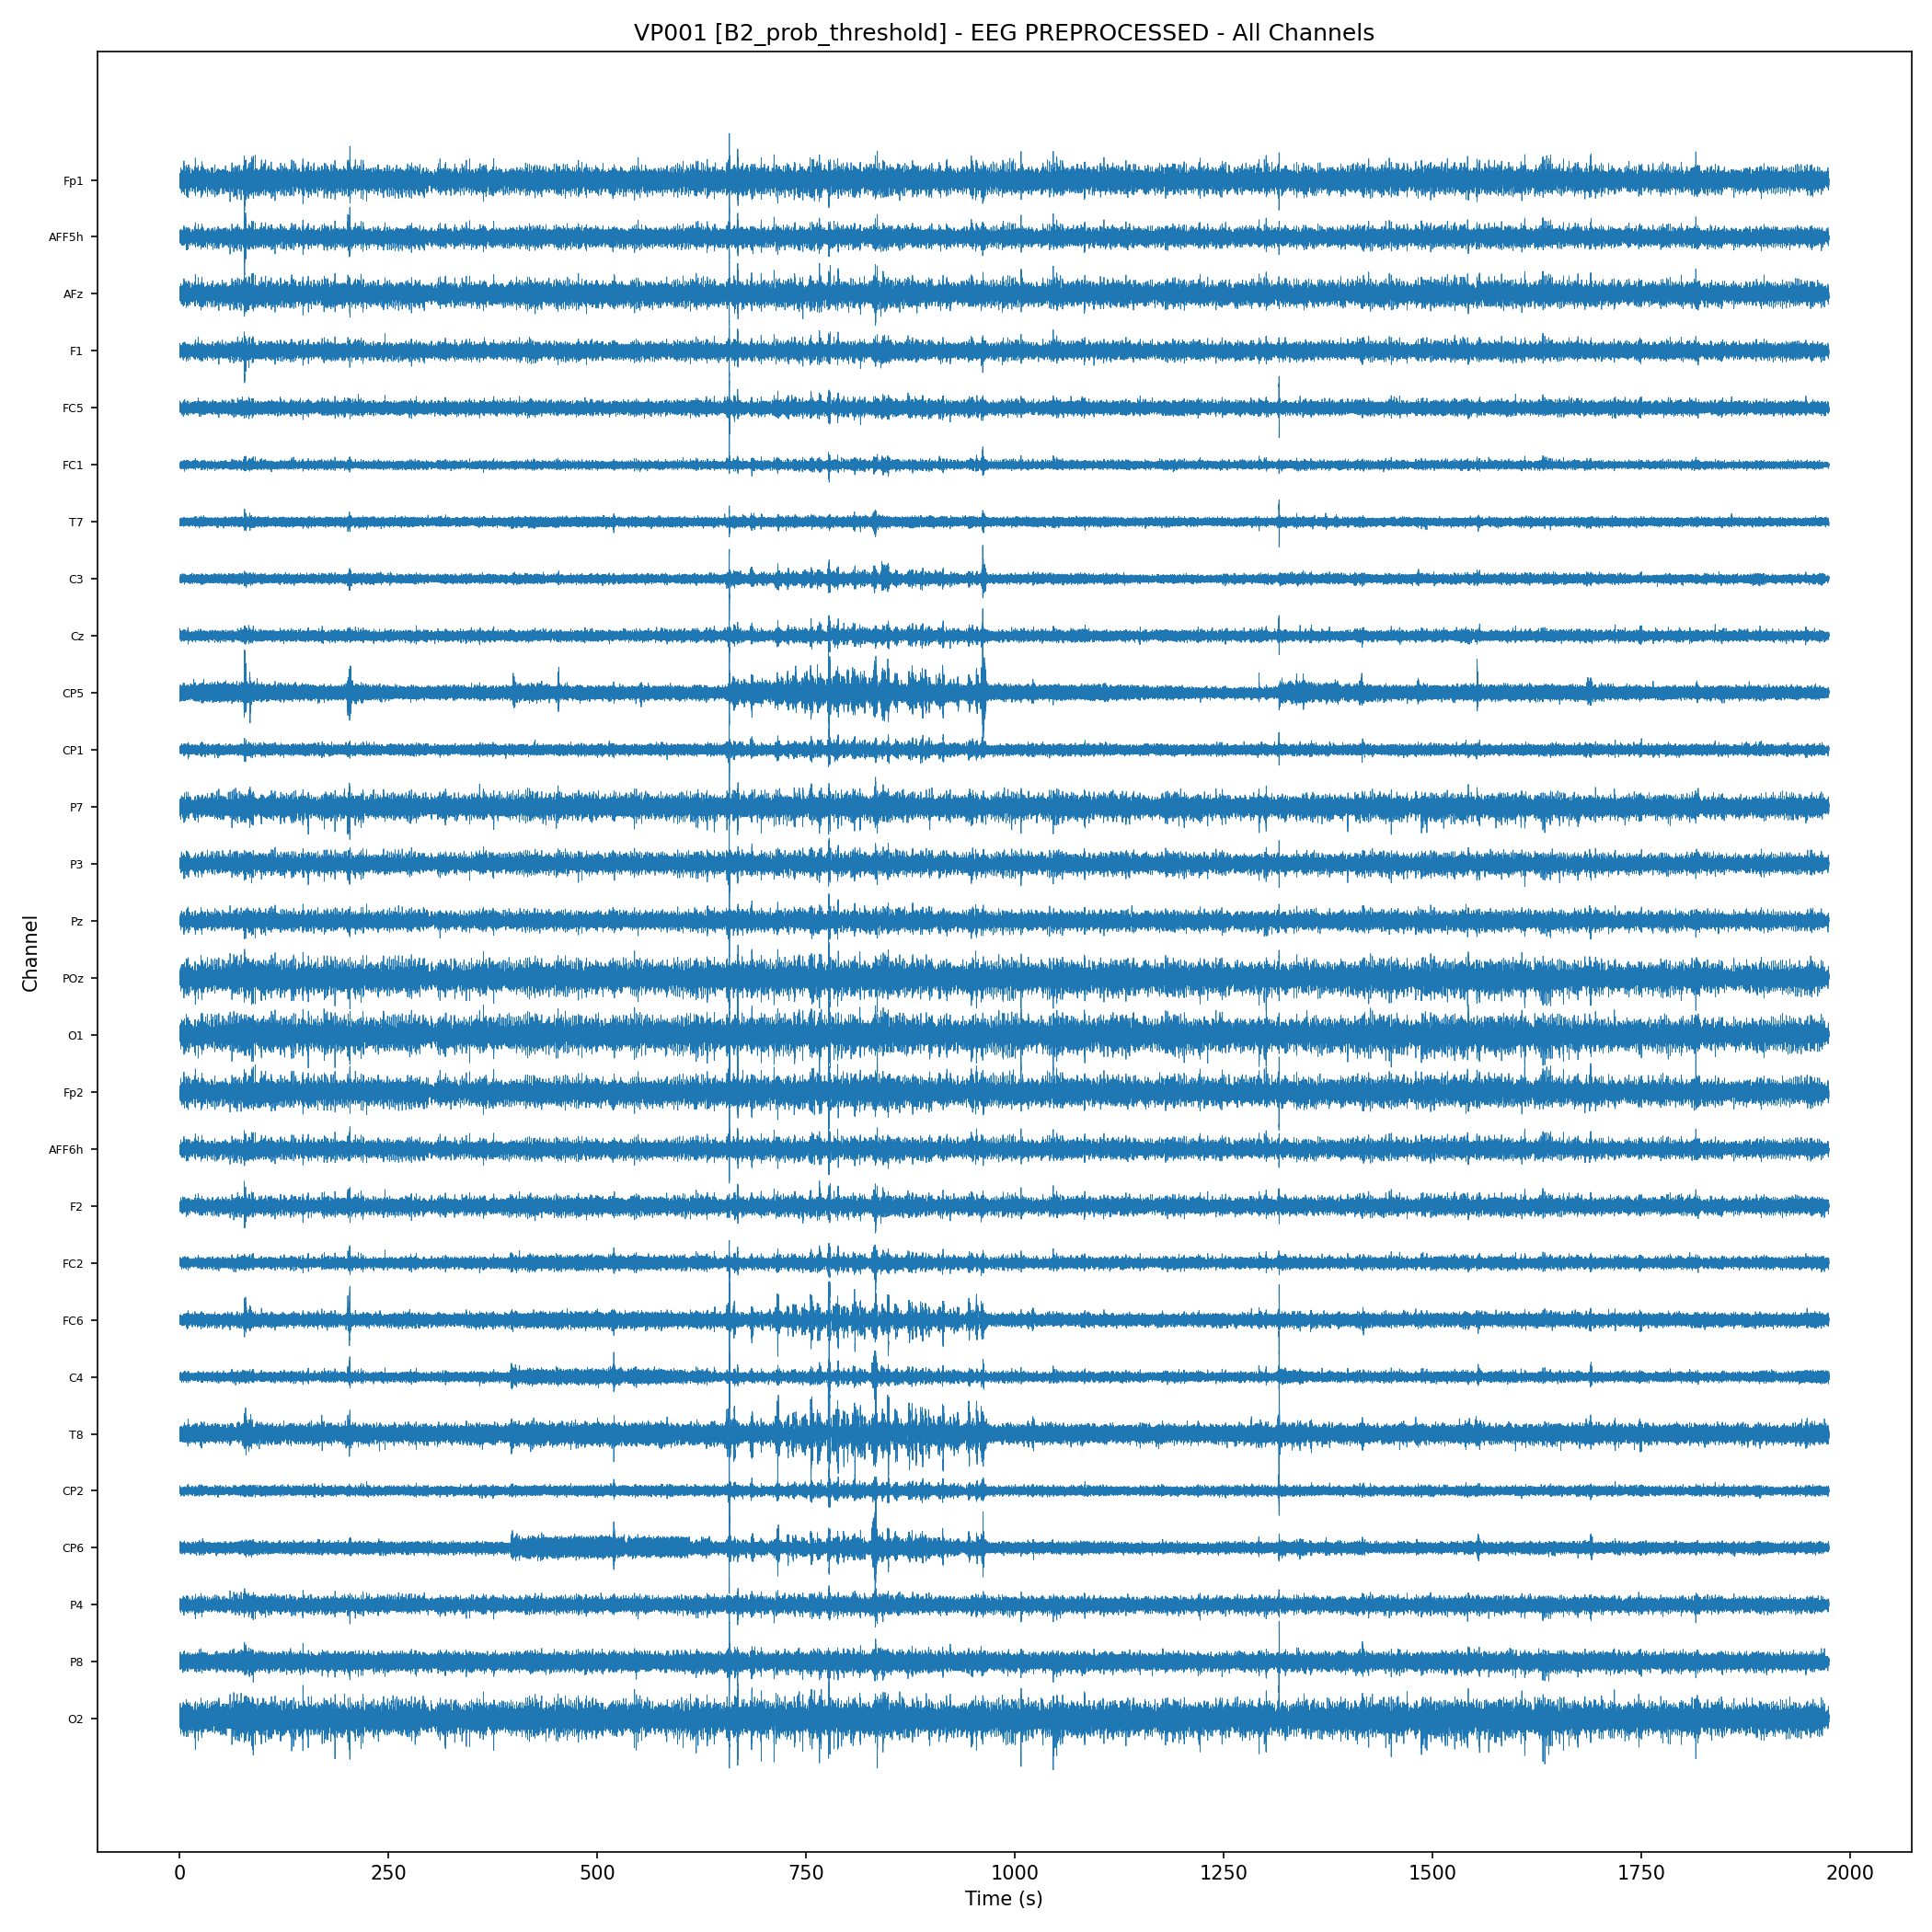 VP001 [B2_prob_threshold] - EEG PREPROCESSED - All Channels
Fp1
AFF5h
AFz
F1
FC5
FC1
T7
C3
Cz
CP5
CP1
P7
P3
Pz
POz
O1
Fp2
AFF6h
F2
FC2
FC6
C4
T8
CP2
CP6
P4
P8
O2
Channel
0 250 500 750 1000 1250 1500 1750 2000
Time (s)